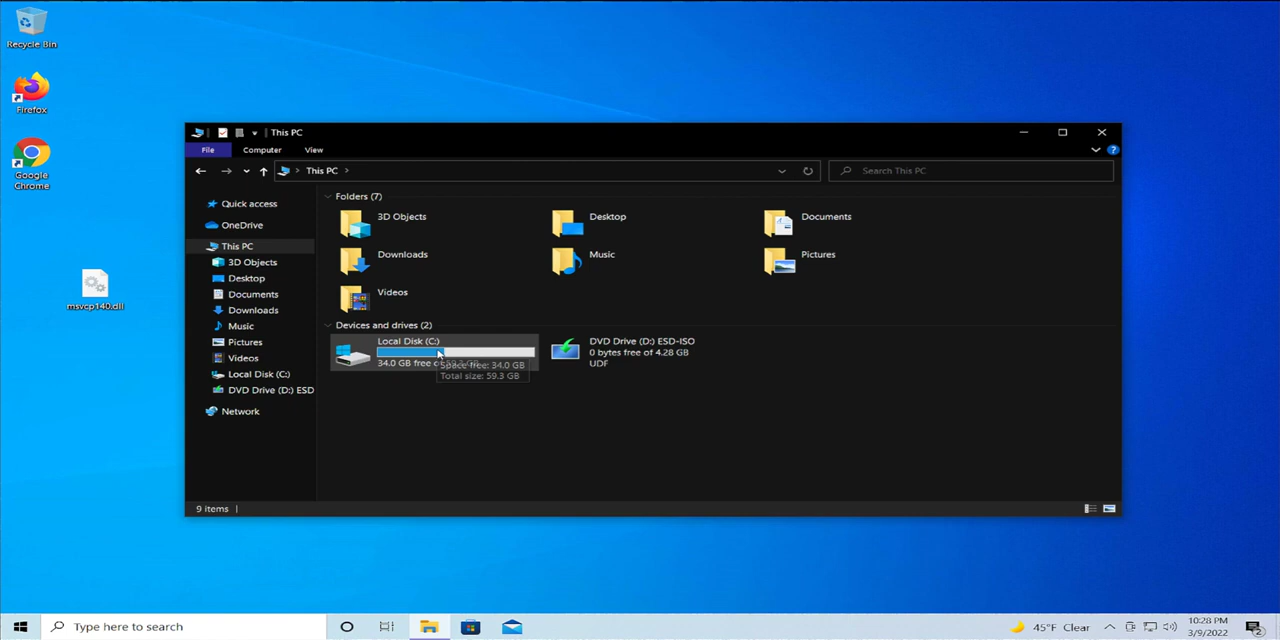 Recycle Bin
Firefox
Google
Chrome
msvcp140.dll
This PC
File
Computer
View
This PC
Search This PC
Quick access
OneDrive
This PC
3D Objects
Desktop
Documents
Downloads
Music
Pictures
Videos
Local Disk (C:)
DVD Drive (D:) ESD
Network
Folders (7)
3D Objects
Desktop
Documents
Downloads
Music
Pictures
Videos
Devices and drives (2)
Local Disk (C:)
34.0 GB free of 59.3 GB
Space free: 34.0 GB
Total size: 59.3 GB
DVD Drive (D:) ESD-ISO
0 bytes free of 4.28 GB
UDF
9 items
Type here to search
45°F Clear
10:28 PM
3/9/2022
2